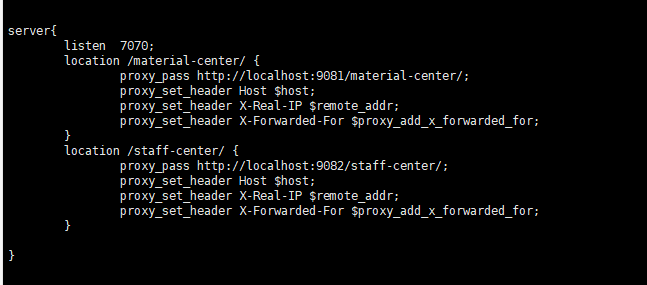 server{
listen 7070;
location /material-center/ {
proxy_pass http://localhost:9081/material-center/;
proxy_set_header Host $host;
proxy_set_header X-Real-IP $remote_addr;
proxy_set_header X-Forwarded-For $proxy_add_x_forwarded_for;
}
location /staff-center/ {
proxy_pass http://localhost:9082/staff-center/;
proxy_set_header Host $host;
proxy_set_header X-Real-IP $remote_addr;
proxy_set_header X-Forwarded-For $proxy_add_x_forwarded_for;
}
}